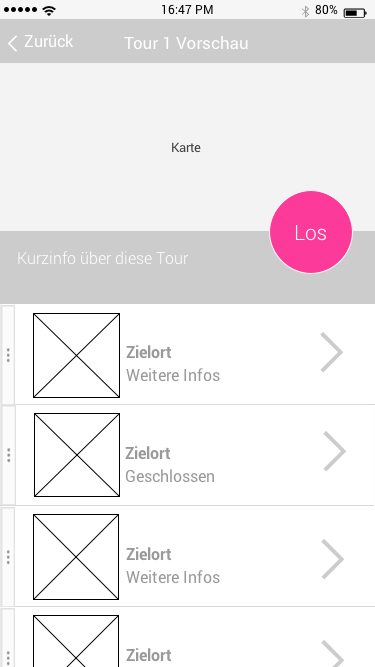 16:47 PM 80%
Zurück Tour 1 Vorschau
Karte
Los
Kurzinfo über diese Tour
Zielort
Weitere Infos
Zielort
Geschlossen
Zielort
Weitere Infos
Zielort